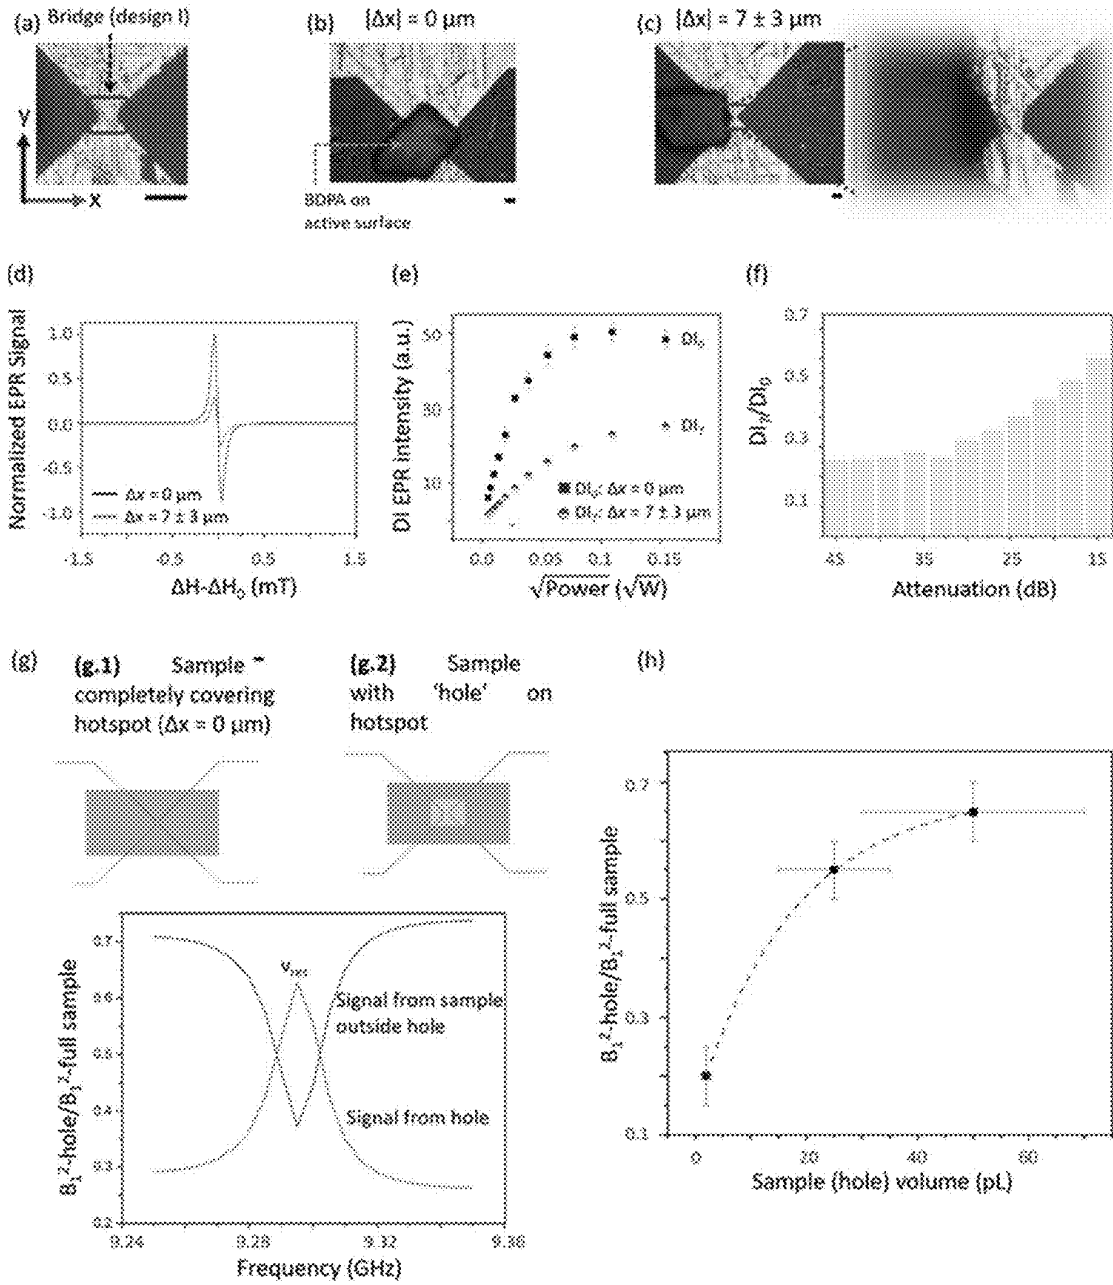 (a)
Bridge (design I)
Y
X
(b)
|Δx| = 0 µm
BDPA on
active surface
(c)
|Δx| = 7 ± 3 µm
(d)
Normalized EPR Signal
1.0
0.5
0.0
-0.5
-1.0
Δx = 0 µm
Δx = 7 ± 3 µm
-1.5 -0.5 0.5 1.5
ΔH-ΔH₀ (mT)
(e)
DI EPR intensity (a.u.)
50
30
10
DI₀
DI₇
DI₀: Δx = 0 µm
DI₇: Δx = 7 ± 3 µm
0.0 0.05 0.1 0.15
√Power (√W)
(f)
DI₇/DI₀
0.7
0.5
0.3
0.1
45 35 25 15
Attenuation (dB)
(g)
(g.1) Sample
completely covering
hotspot (Δx = 0 µm)
(g.2) Sample
with 'hole' on
hotspot
B₁²-hole/B₁²-full sample
0.7
0.6
0.5
0.4
0.3
0.2
νres
Signal from sample
outside hole
Signal from hole
9.24 9.28 9.32 9.36
Frequency (GHz)
(h)
B₁²-hole/B₁²-full sample
0.7
0.5
0.3
0.1
0 20 40 60
Sample (hole) volume (pL)